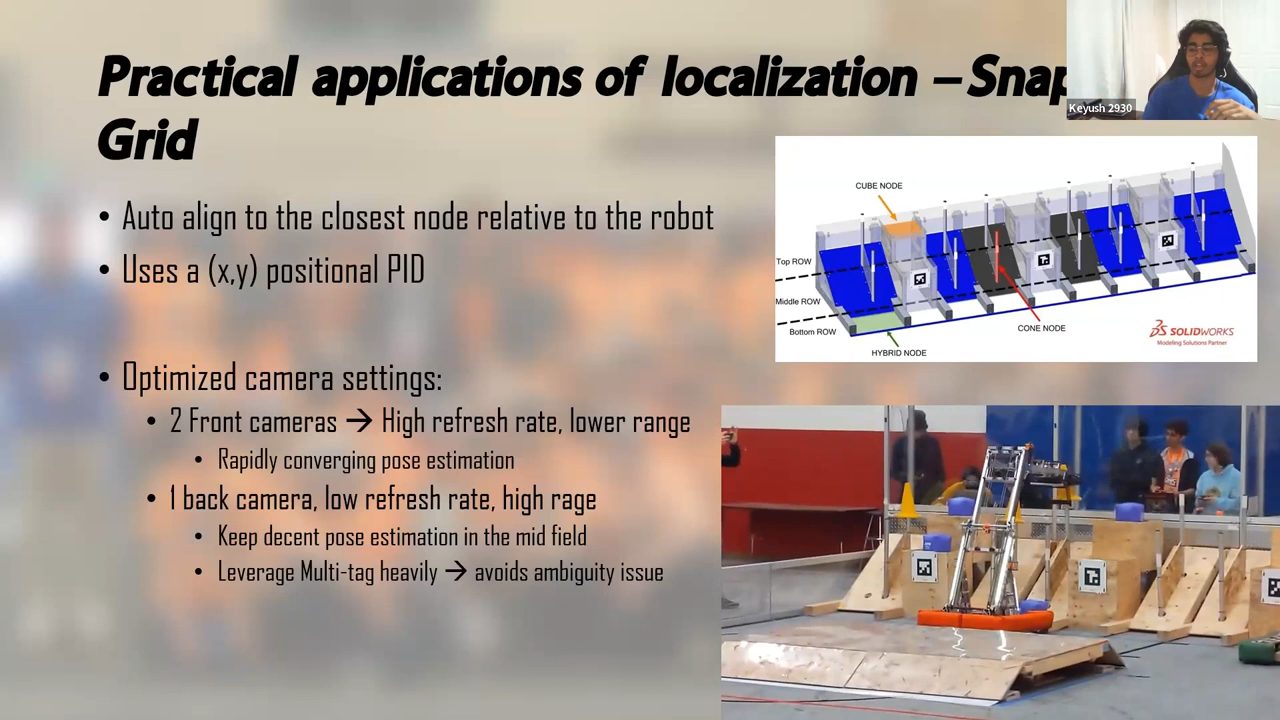 Practical applications of localization – Snap
Grid
Keyush 2930
• Auto align to the closest node relative to the robot
• Uses a (x,y) positional PID
• Optimized camera settings:
• 2 Front cameras → High refresh rate, lower range
• Rapidly converging pose estimation
• 1 back camera, low refresh rate, high rage
• Keep decent pose estimation in the mid field
• Leverage Multi-tag heavily → avoids ambiguity issue
CUBE NODE
Top ROW
Middle ROW
Bottom ROW
CONE NODE
HYBRID NODE
SOLIDWORKS
Modeling Solutions Partner